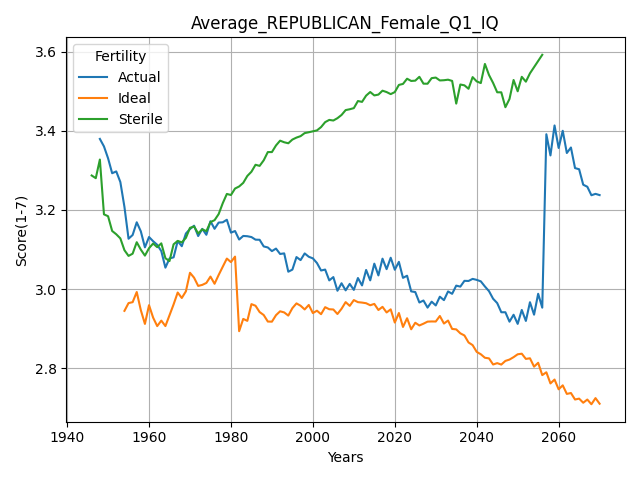 Average_REPUBLICAN_Female_Q1_IQ
Fertility
Actual
Ideal
Sterile
Score(1-7)
3.6
3.4
3.2
3.0
2.8
1940 1960 1980 2000 2020 2040 2060
Years